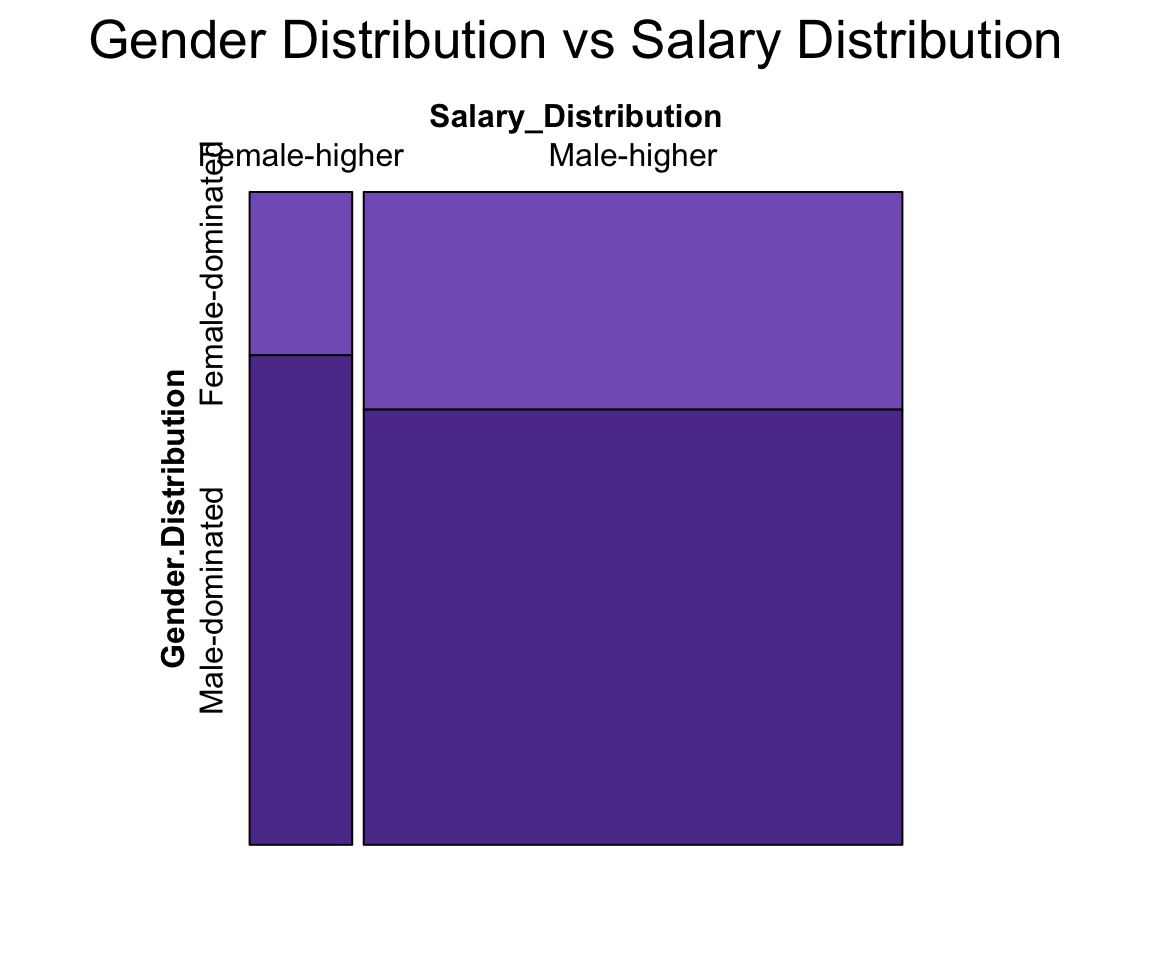 Gender Distribution vs Salary Distribution
Salary_Distribution
Female-higher
Male-higher
Gender.Distribution
Female-dominated
Male-dominated